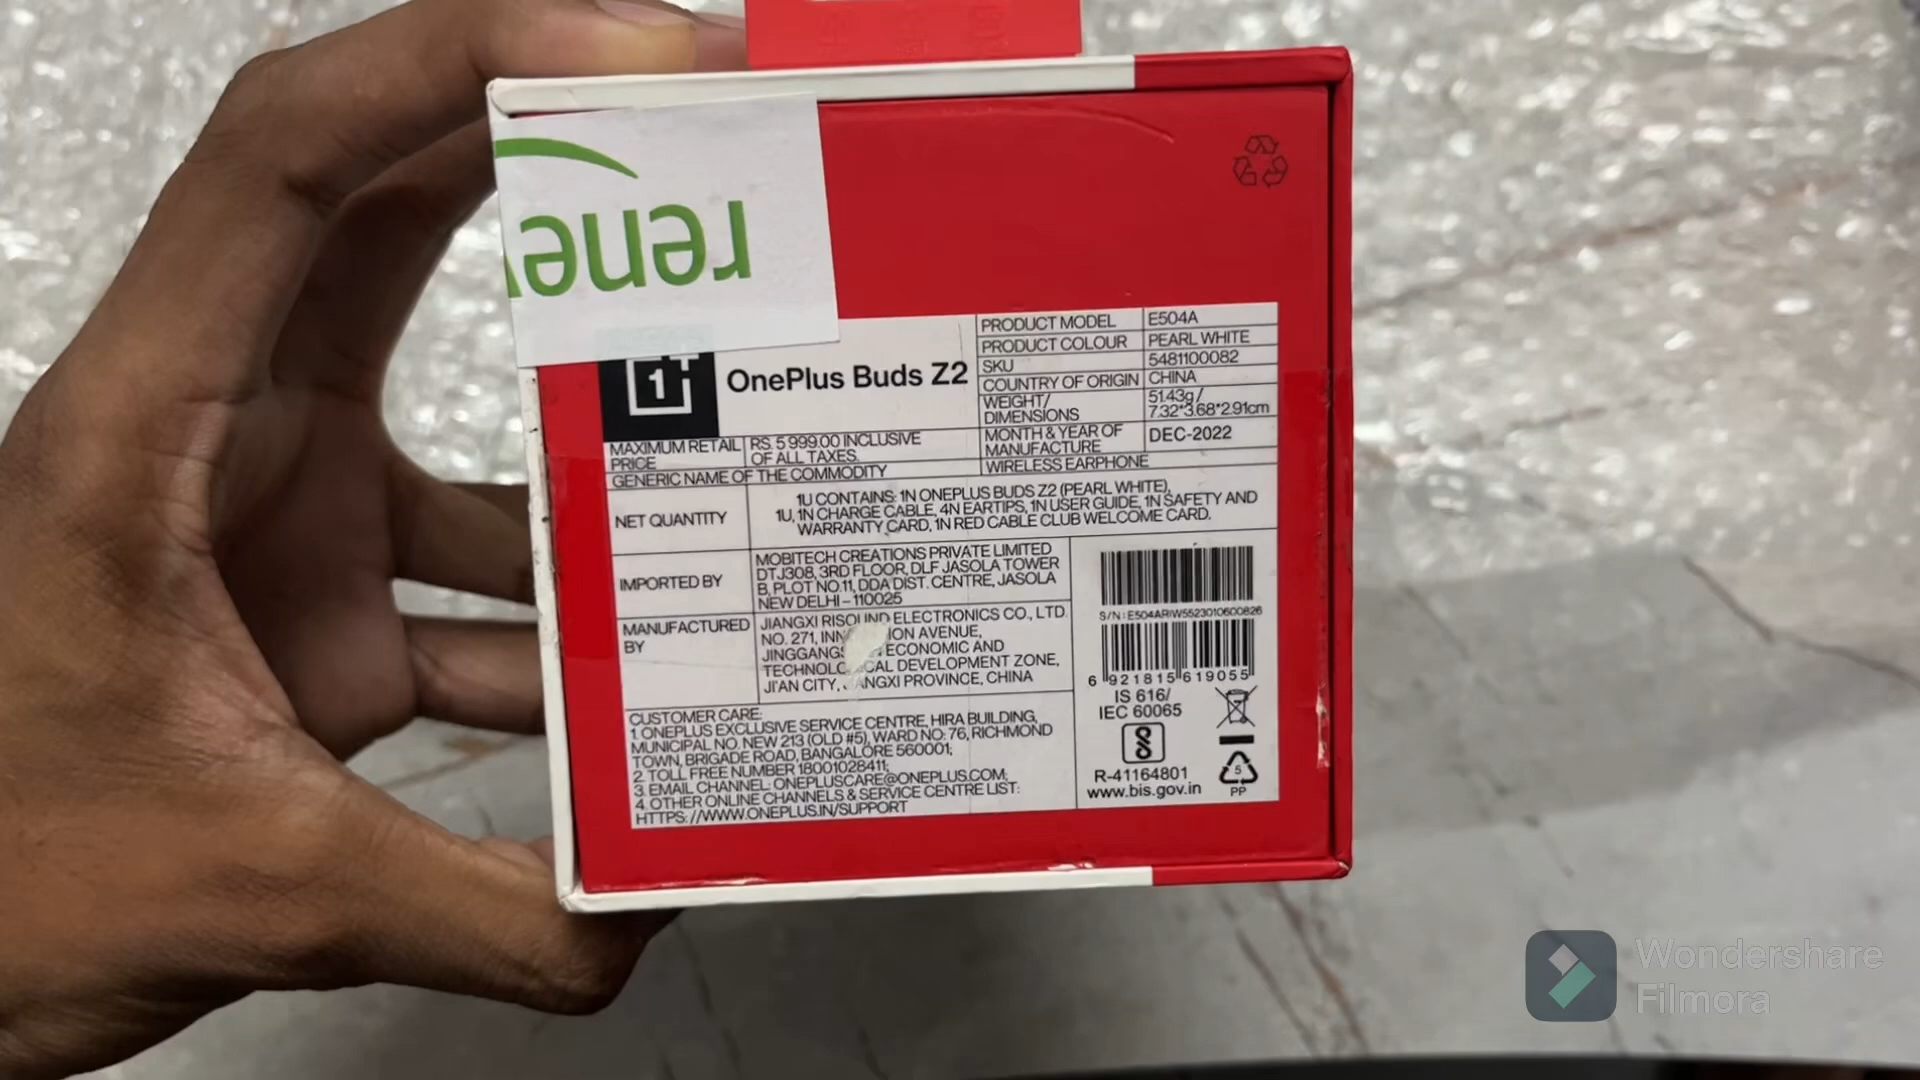 rene
OnePlus Buds Z2
PRODUCT MODEL E504A
PRODUCT COLOUR PEARL WHITE
SKU 5481100082
COUNTRY OF ORIGIN CHINA
WEIGHT/
DIMENSIONS
51.43g/
7.32*3.68*2.91cm
MAXIMUM RETAIL
PRICE
RS. 5 999.00 INCLUSIVE
OF ALL TAXES.
MONTH & YEAR OF
MANUFACTURE
DEC-2022
GENERIC NAME OF THE COMMODITY WIRELESS EARPHONE
NET QUANTITY
1U CONTAINS: 1N ONEPLUS BUDS Z2 (PEARL WHITE),
1U, 1N CHARGE CABLE, 4N EARTIPS, 1N USER GUIDE, 1N SAFETY AND
WARRANTY CARD, 1N RED CABLE CLUB WELCOME CARD.
IMPORTED BY
MOBITECH CREATIONS PRIVATE LIMITED
DTJ308, 3RD FLOOR, DLF JASOLA TOWER
B, PLOT NO.11, DDA DIST. CENTRE, JASOLA
NEW DELHI – 110025
MANUFACTURED
BY
JIANGXI RISOUND ELECTRONICS CO., LTD.
NO. 271, AVENUE,
ECONOMIC AND
DEVELOPMENT ZONE,
JI'AN CITY, PROVINCE, CHINA
CUSTOMER CARE:
1. ONEPLUS EXCLUSIVE SERVICE CENTRE, HIRA BUILDING,
MUNICIPAL NO. NEW 213 (OLD #5), WARD NO: 76, RICHMOND
TOWN, BRIGADE ROAD, BANGALORE 560001;
2. TOLL FREE NUMBER 18001028411;
3. EMAIL CHANNEL: ONEPLUSCARE@ONEPLUS.COM;
4. OTHER ONLINE CHANNELS & SERVICE CENTRE LIST:
HTTPS://WWW.ONEPLUS.IN/SUPPORT
S/N:E504ARIW5523010600826
6 921815 619055
IS 616/
IEC 60065
R-41164801
www.bis.gov.in
5
PP
Wondershare
Filmora